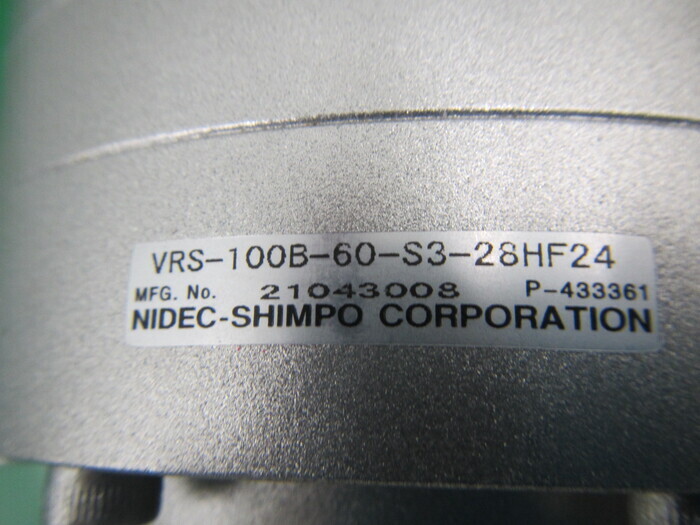 VRS-100B-60-S3-28HF24
MFG. No. 21043008 P-433361
NIDEC-SHIMPO CORPORATION